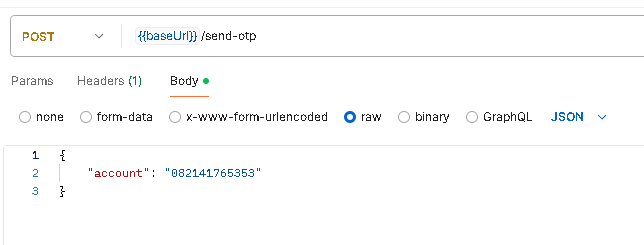 POST {{baseUrl}}/send-otp
Params Headers (1) Body
none form-data x-www-form-urlencoded raw binary GraphQL JSON
1 {
2 "account": "082141765353"
3 }